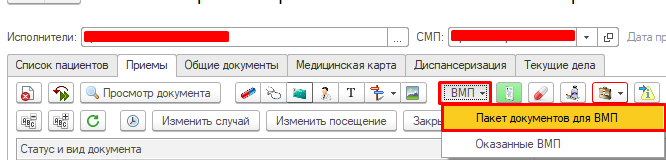 Исполнители: ... СМП: Дата пр
Список пациентов Приемы Общие документы Медицинская карта Диспансеризация Текущие дела
Просмотр документа T ВМП
Изменить случай Изменить посещение Закры
Пакет документов для ВМП
Статус и вид документа
Оказанные ВМП